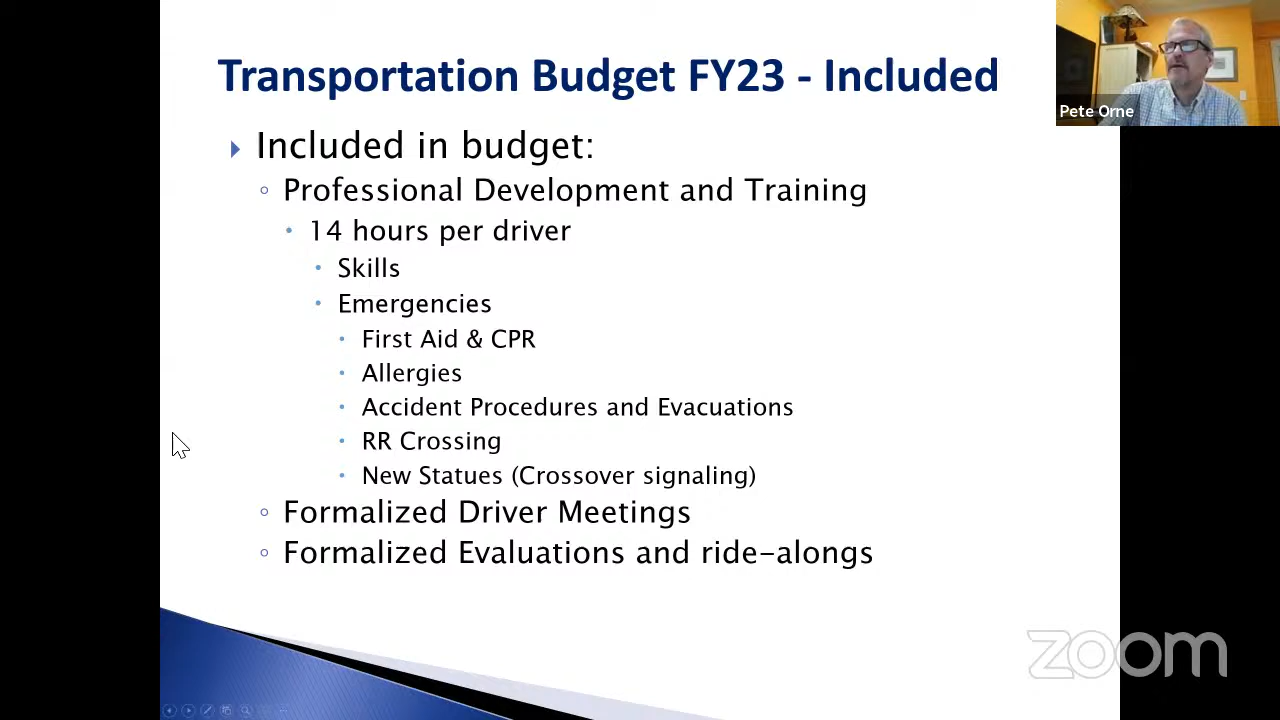 Transportation Budget FY23 - Included
Included in budget:
Professional Development and Training
14 hours per driver
Skills
Emergencies
First Aid & CPR
Allergies
Accident Procedures and Evacuations
RR Crossing
New Statues (Crossover signaling)
Formalized Driver Meetings
Formalized Evaluations and ride-alongs
Pete Orne
zoom